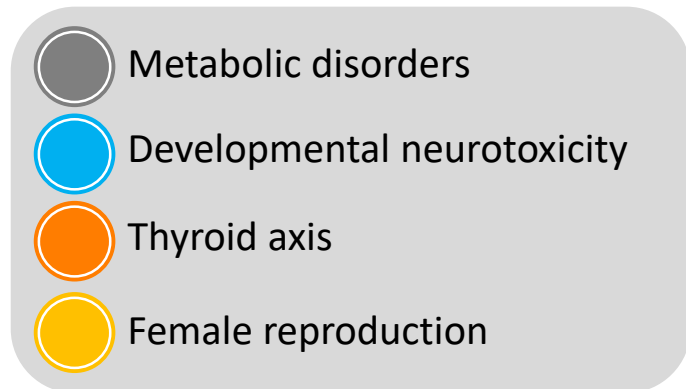 Metabolic disorders
Developmental neurotoxicity
Thyroid axis
Female reproduction